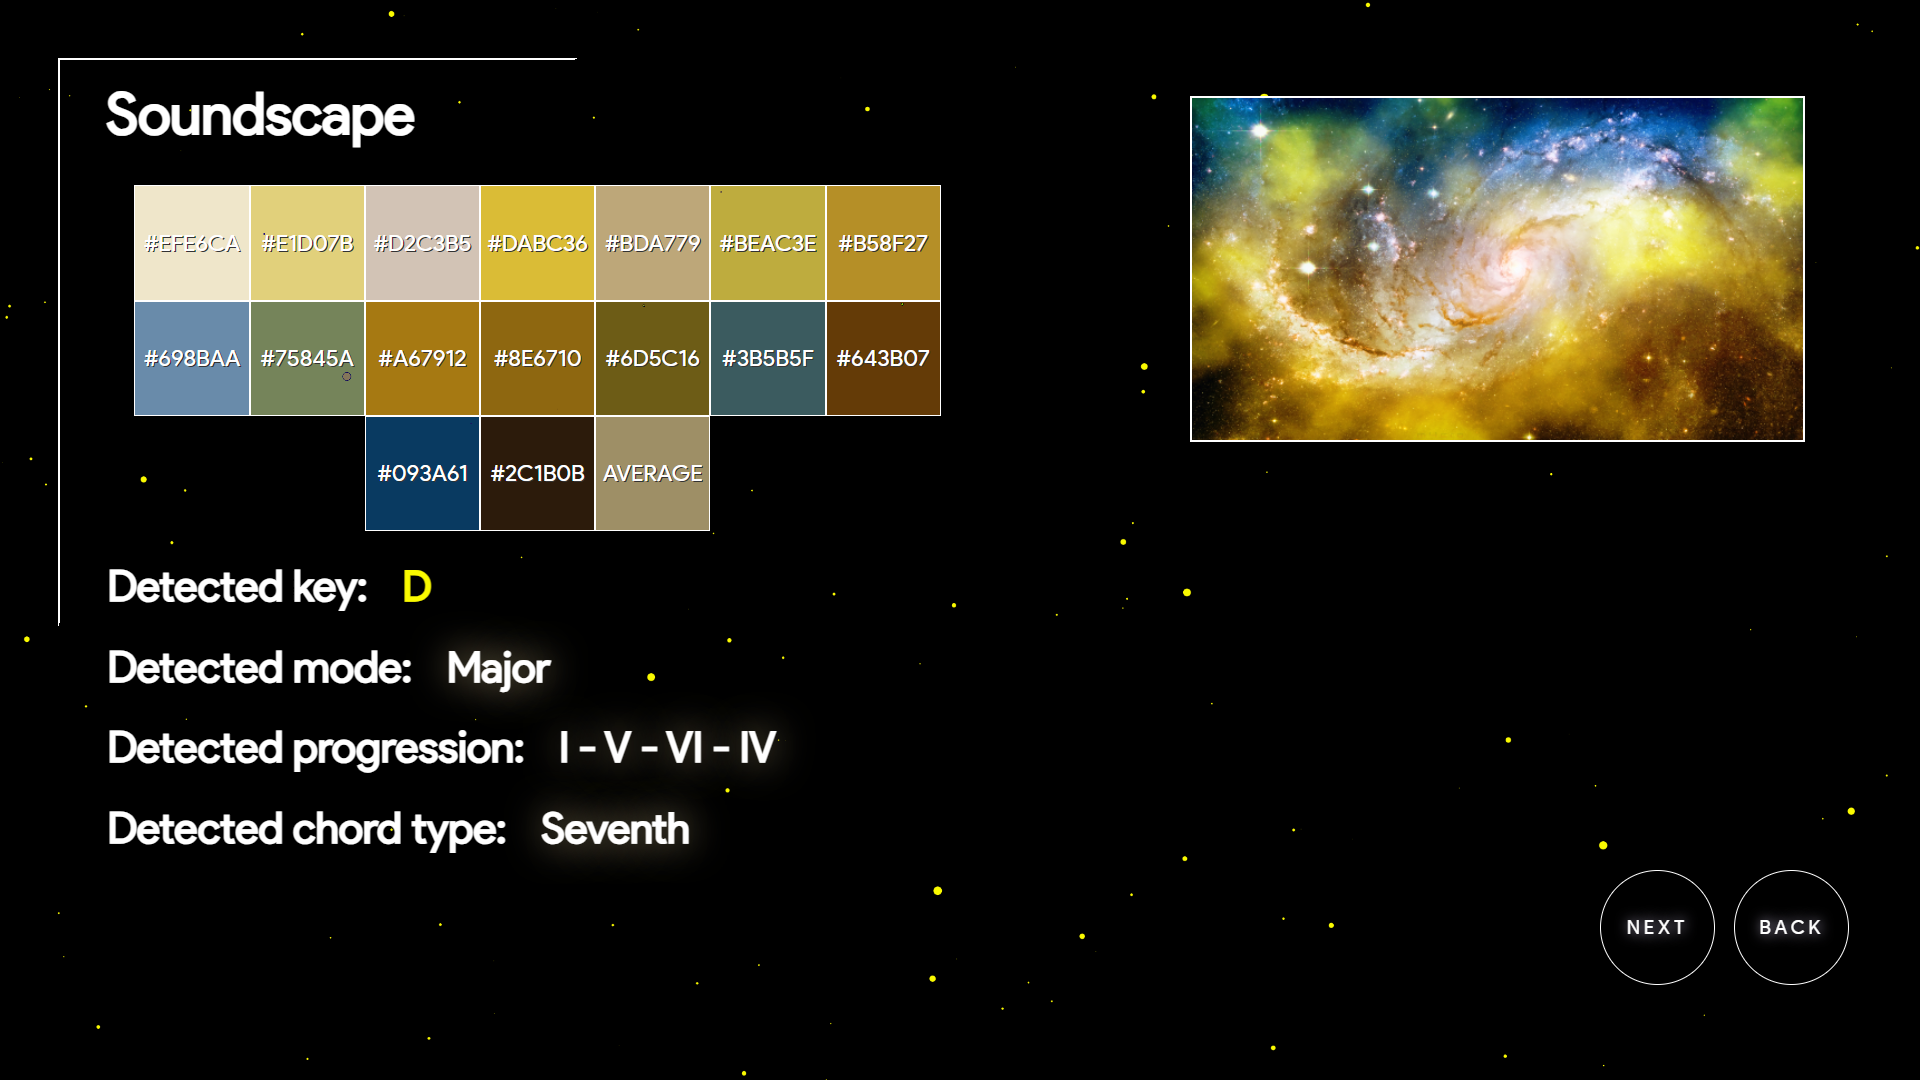 Soundscape
#EFE6CA #E1D07B #D2C3B5 #DABC36 #BDA779 #BEAC3E #B58F27
#698BAA #75845A #A67912 #8E6710 #6D5C16 #3B5B5F #643B07
#093A61 #2C1B0B AVERAGE
Detected key: D
Detected mode: Major
Detected progression: I - V - VI - IV
Detected chord type: Seventh
NEXT BACK